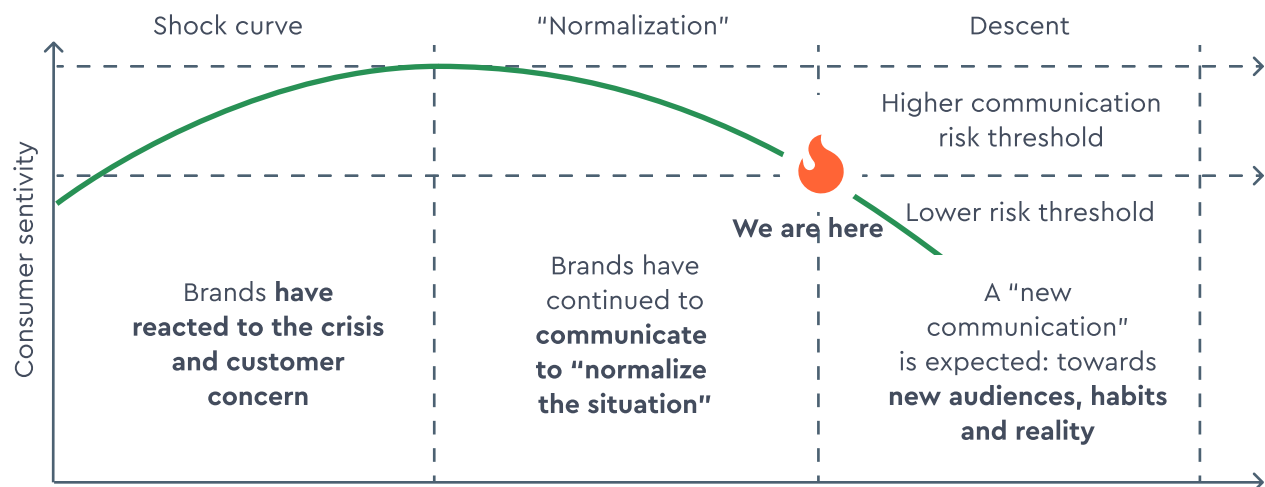 Shock curve
“Normalization”
Descent
Consumer sentivity
Higher communication
risk threshold
Lower risk threshold
We are here
Brands have
reacted to the crisis
and customer
concern
Brands have
continued to
communicate
to “normalize
the situation”
A “new
communication”
is expected: towards
new audiences, habits
and reality